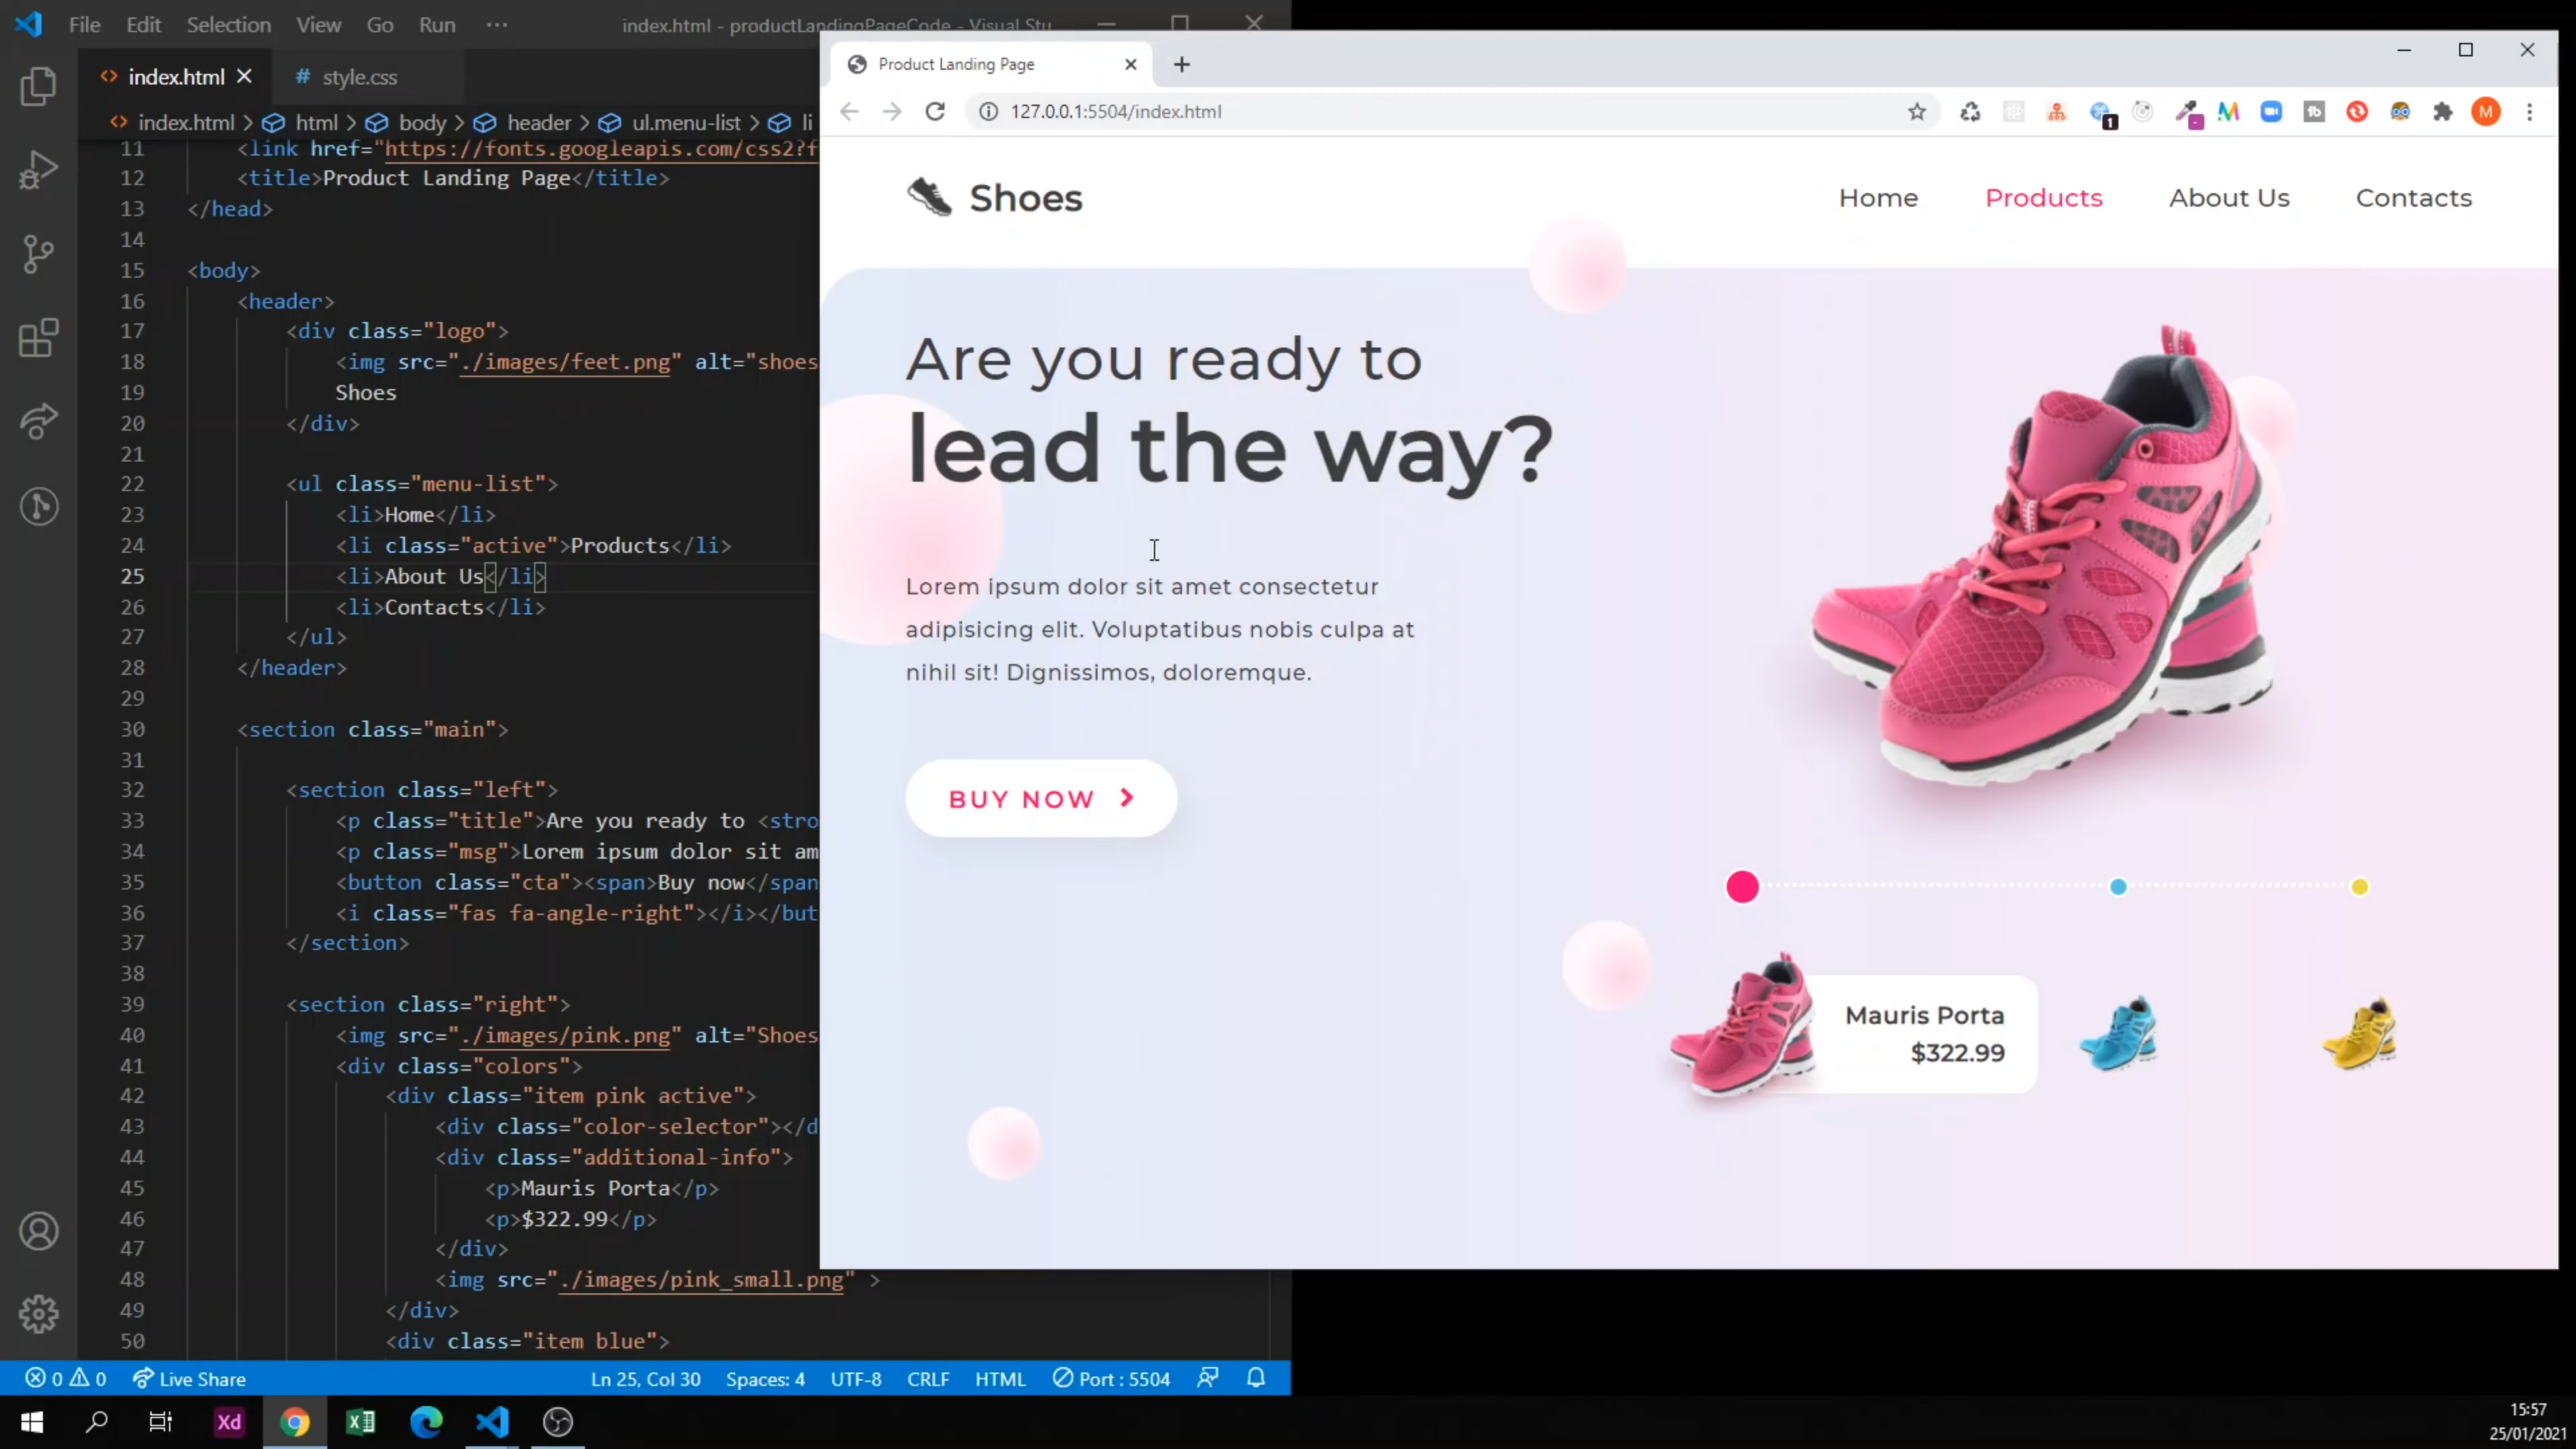 File Edit Selection View Go Run ··· index.html - productLandingPageCode - Visual Stu
index.html # style.css
index.html > html > body > header > ul.menu-list > li
11 <link href="https://fonts.googleapis.com/css2?f
12 <title>Product Landing Page</title>
13 </head>
14
15 <body>
16 <header>
17 <div class="logo">
18 <img src="./images/feet.png" alt="shoes
19 Shoes
20 </div>
21
22 <ul class="menu-list">
23 <li>Home</li>
24 <li class="active">Products</li>
25 <li>About Us</li>
26 <li>Contacts</li>
27 </ul>
28 </header>
29
30 <section class="main">
31
32 <section class="left">
33 <p class="title">Are you ready to <stro
34 <p class="msg">Lorem ipsum dolor sit am
35 <button class="cta"><span>Buy now</span
36 <i class="fas fa-angle-right"></i></but
37 </section>
38
39 <section class="right">
40 <img src="./images/pink.png" alt="Shoes
41 <div class="colors">
42 <div class="item pink active">
43 <div class="color-selector"></d
44 <div class="additional-info">
45 <p>Mauris Porta</p>
46 <p>$322.99</p>
47 </div>
48 <img src="./images/pink_small.png" >
49 </div>
50 <div class="item blue">
0 0 Live Share Ln 25, Col 30 Spaces: 4 UTF-8 CRLF HTML Port : 5504
Product Landing Page
127.0.0.1:5504/index.html
1
M
Shoes
Home Products About Us Contacts
Are you ready to
lead the way?
Lorem ipsum dolor sit amet consectetur
adipisicing elit. Voluptatibus nobis culpa at
nihil sit! Dignissimos, doloremque.
BUY NOW
Mauris Porta
$322.99
Xd
15:57
25/01/2021